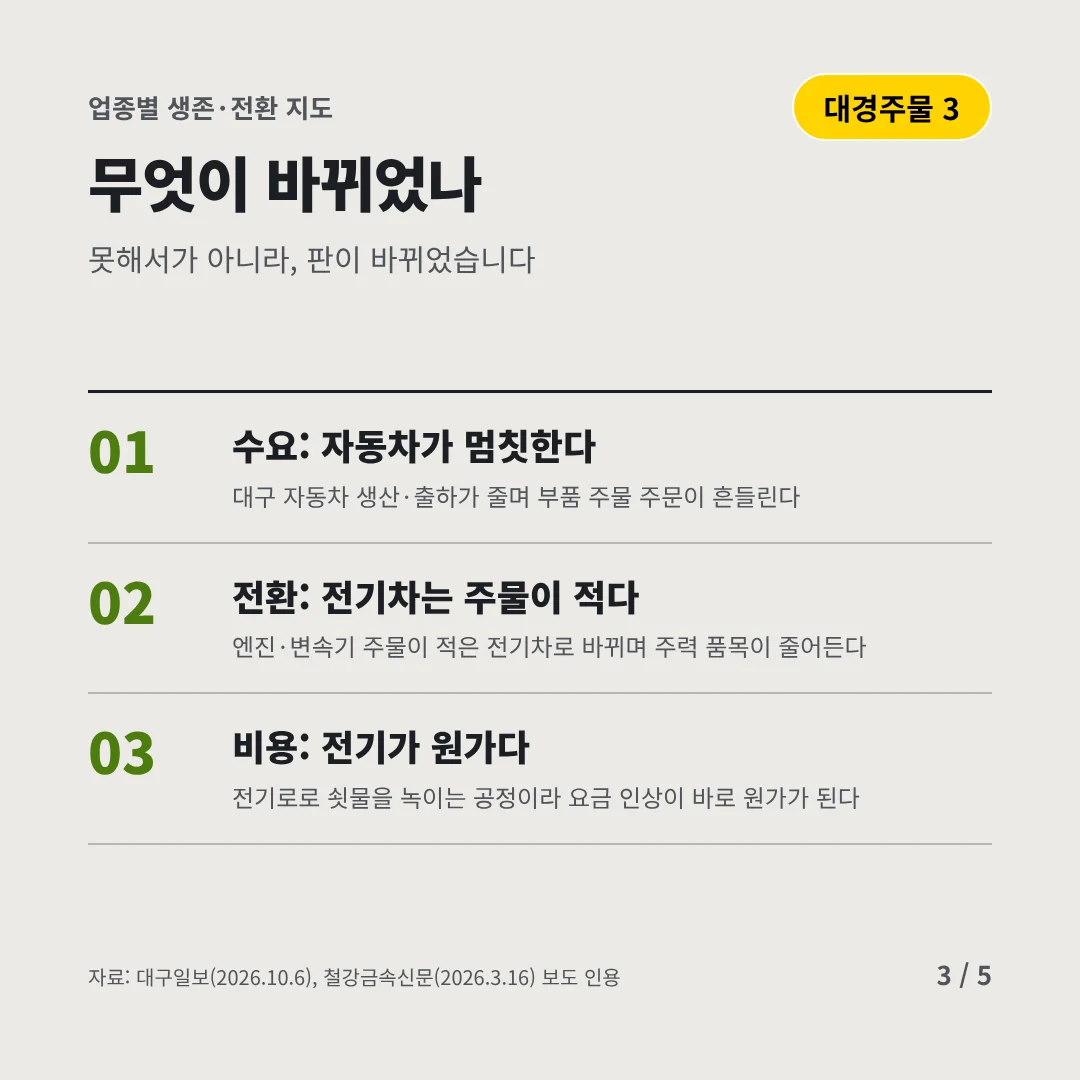 업종별 생존·전환 지도
대경주물 3
무엇이 바뀌었나
못해서가 아니라, 판이 바뀌었습니다
01
수요: 자동차가 멈칫한다
대구 자동차 생산·출하가 줄며 부품 주물 주문이 흔들린다
02
전환: 전기차는 주물이 적다
엔진·변속기 주물이 적은 전기차로 바뀌며 주력 품목이 줄어든다
03
비용: 전기가 원가다
전기로로 쇳물을 녹이는 공정이라 요금 인상이 바로 원가가 된다
자료: 대구일보(2026.10.6), 철강금속신문(2026.3.16) 보도 인용
3 / 5